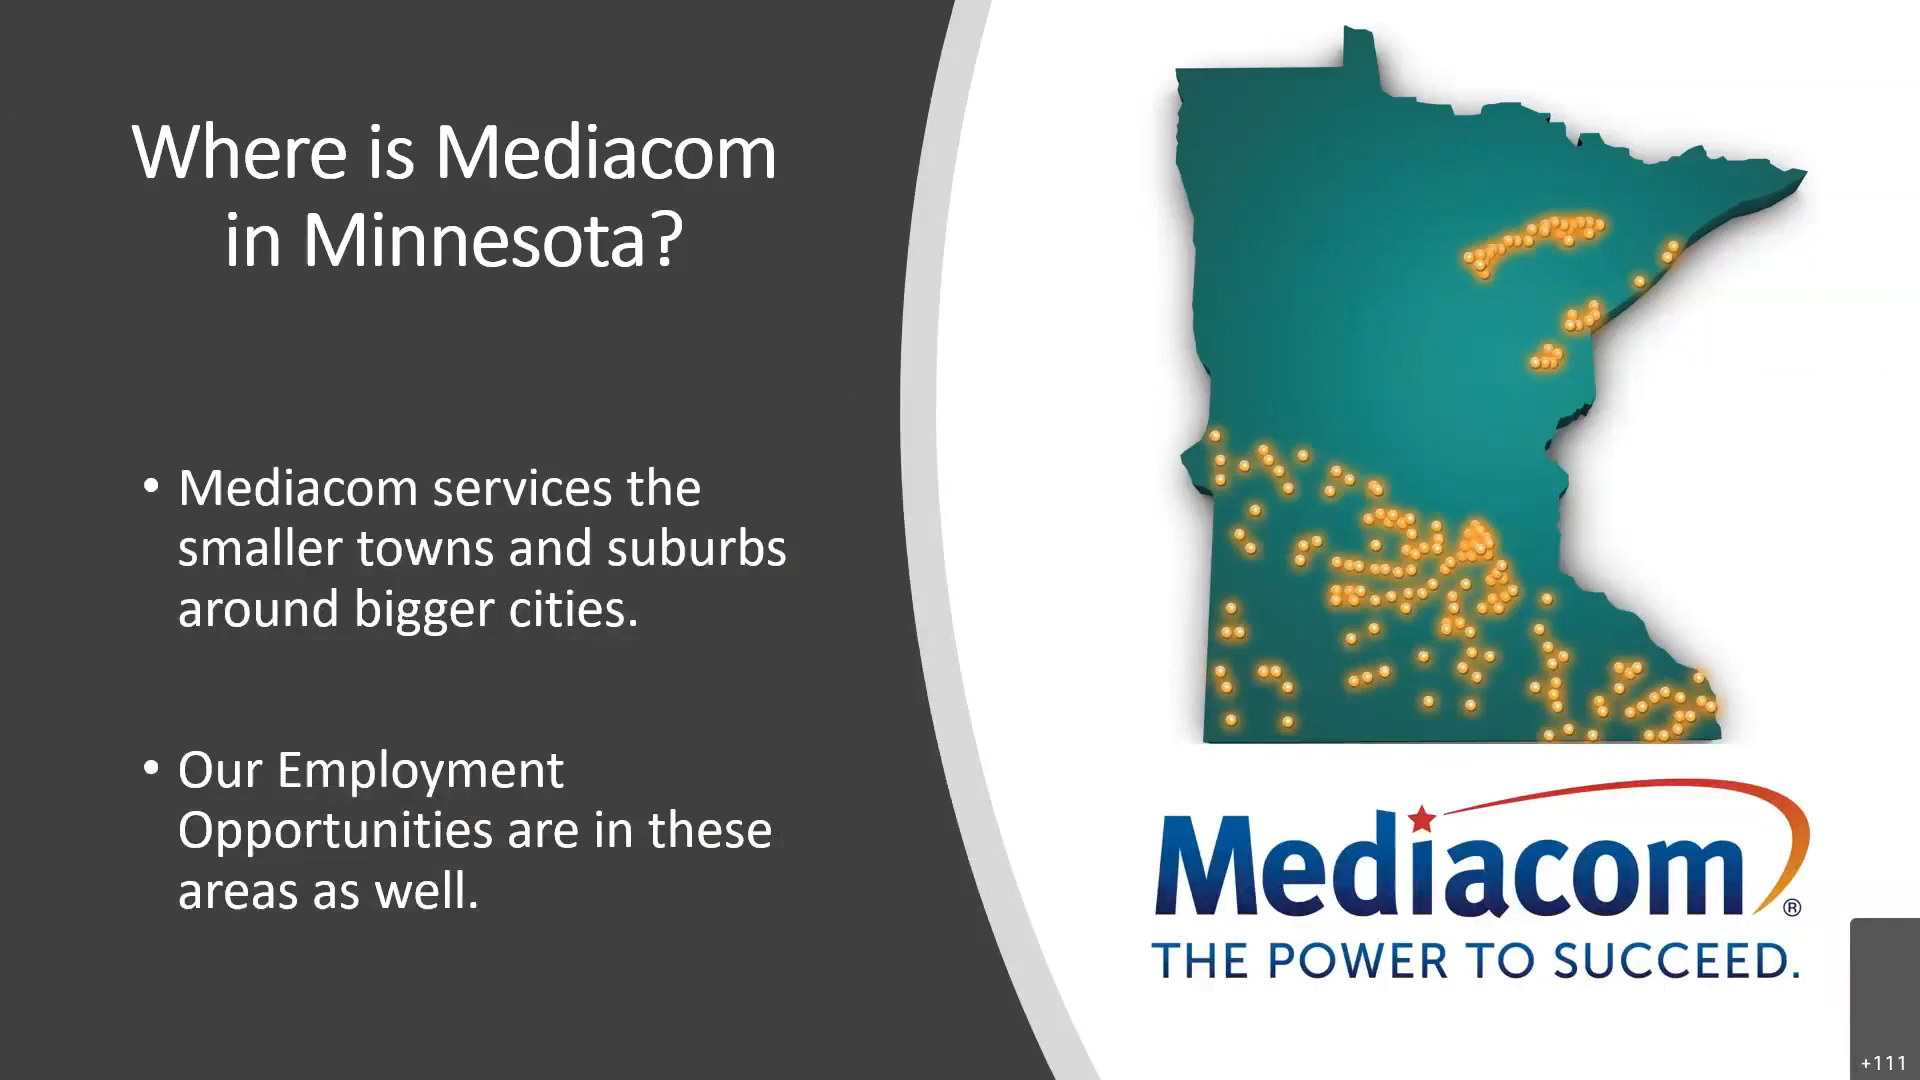 Where is Mediacom
in Minnesota?
• Mediacom services the
smaller towns and suburbs
around bigger cities.
• Our Employment
Opportunities are in these
areas as well.
Mediacom®
THE POWER TO SUCCEED.
+111